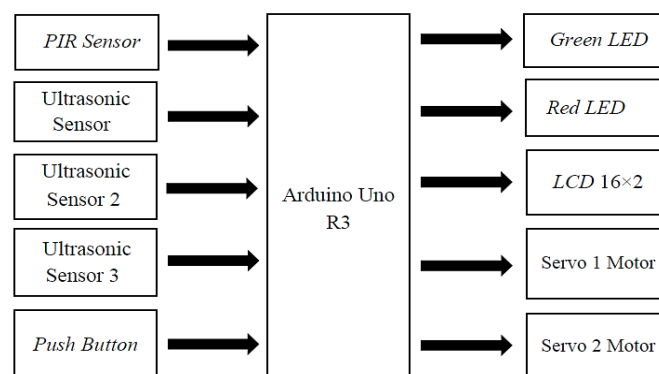 PIR Sensor
Ultrasonic
Sensor
Ultrasonic
Sensor 2
Ultrasonic
Sensor 3
Push Button
Arduino Uno
R3
Green LED
Red LED
LCD 16×2
Servo 1 Motor
Servo 2 Motor